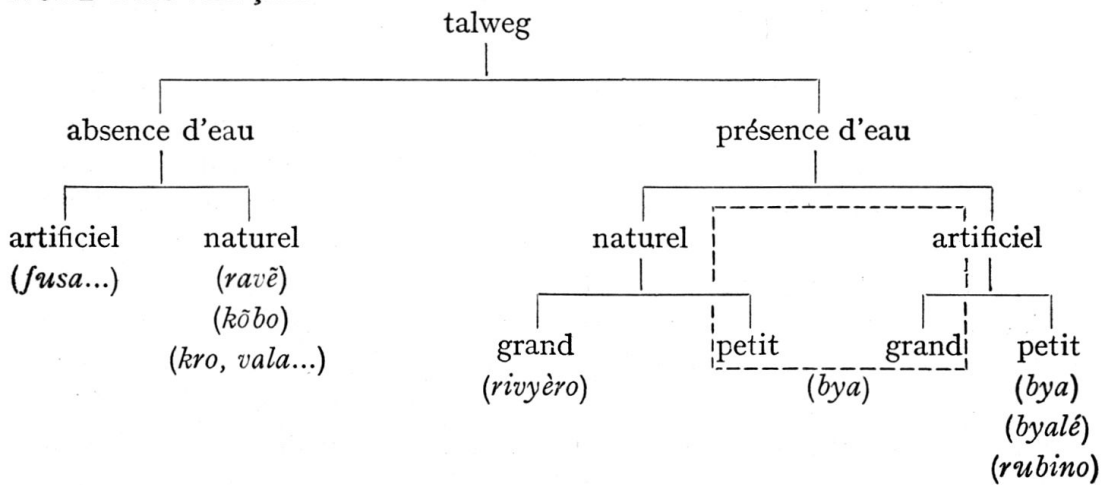 talweg
absence d'eau présence d'eau
artificiel naturel naturel artificiel
(fusa...) (ravẽ)
(kõbo)
(kro, vala...)
grand petit grand petit
(rivyèro) (bya) (bya)
(byalé)
(rubino)